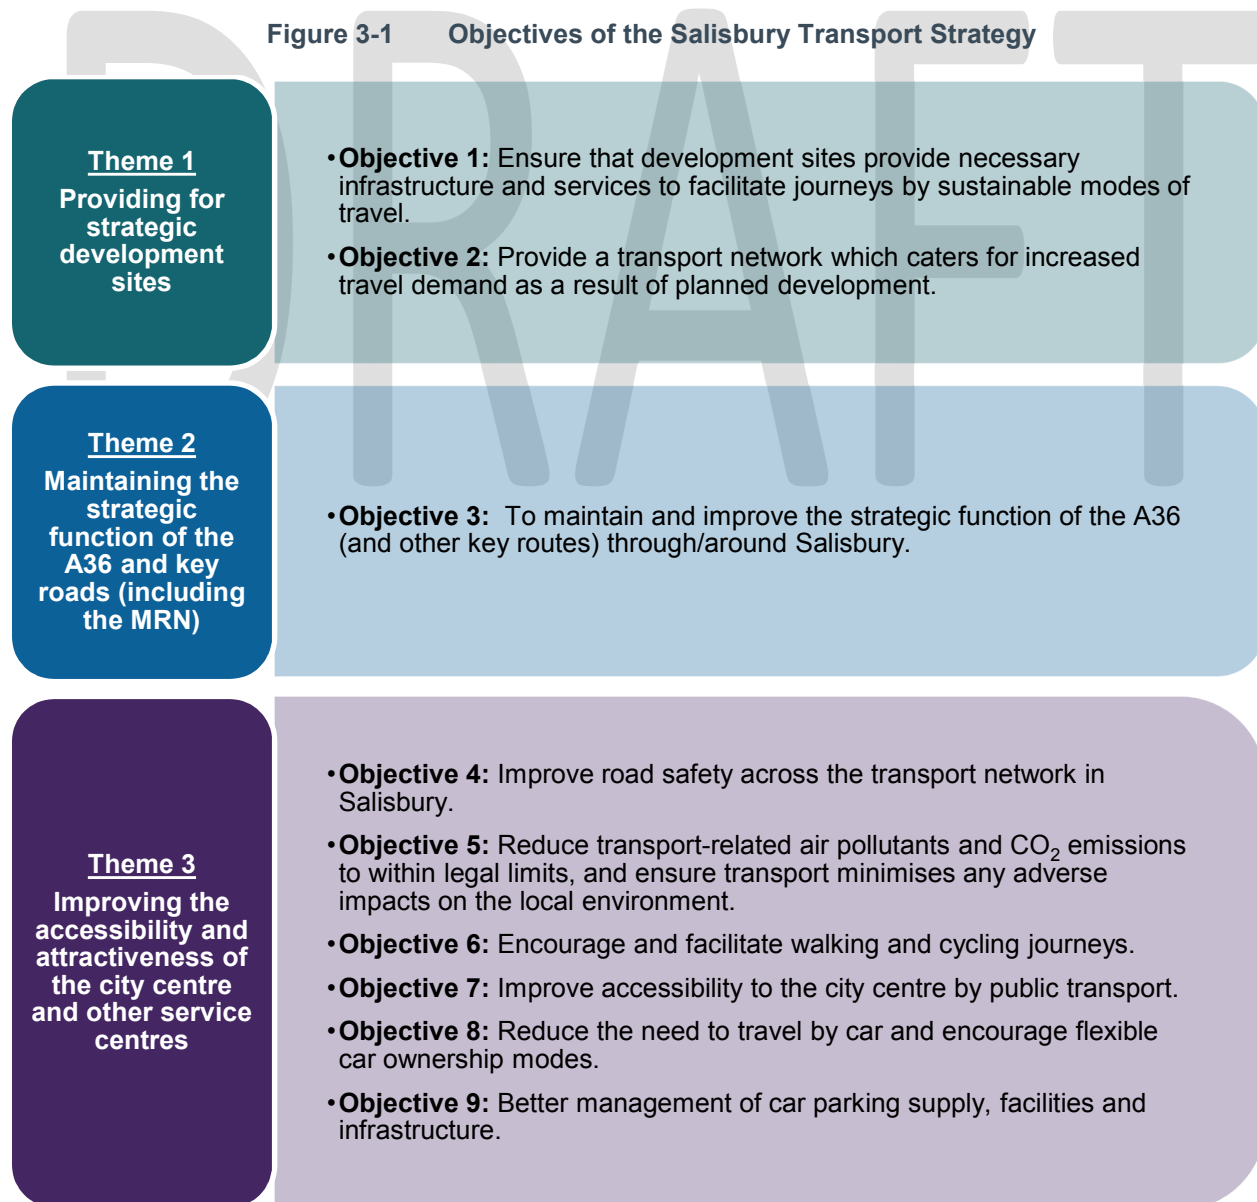 DRAFT
Figure 3-1 Objectives of the Salisbury Transport Strategy
Theme 1
Providing for
strategic
development
sites
•Objective 1: Ensure that development sites provide necessary
infrastructure and services to facilitate journeys by sustainable modes of
travel.
•Objective 2: Provide a transport network which caters for increased
travel demand as a result of planned development.
Theme 2
Maintaining the
strategic
function of the
A36 and key
roads (including
the MRN)
•Objective 3: To maintain and improve the strategic function of the A36
(and other key routes) through/around Salisbury.
Theme 3
Improving the
accessibility and
attractiveness of
the city centre
and other service
centres
•Objective 4: Improve road safety across the transport network in
Salisbury.
•Objective 5: Reduce transport-related air pollutants and CO₂ emissions
to within legal limits, and ensure transport minimises any adverse
impacts on the local environment.
•Objective 6: Encourage and facilitate walking and cycling journeys.
•Objective 7: Improve accessibility to the city centre by public transport.
•Objective 8: Reduce the need to travel by car and encourage flexible
car ownership modes.
•Objective 9: Better management of car parking supply, facilities and
infrastructure.